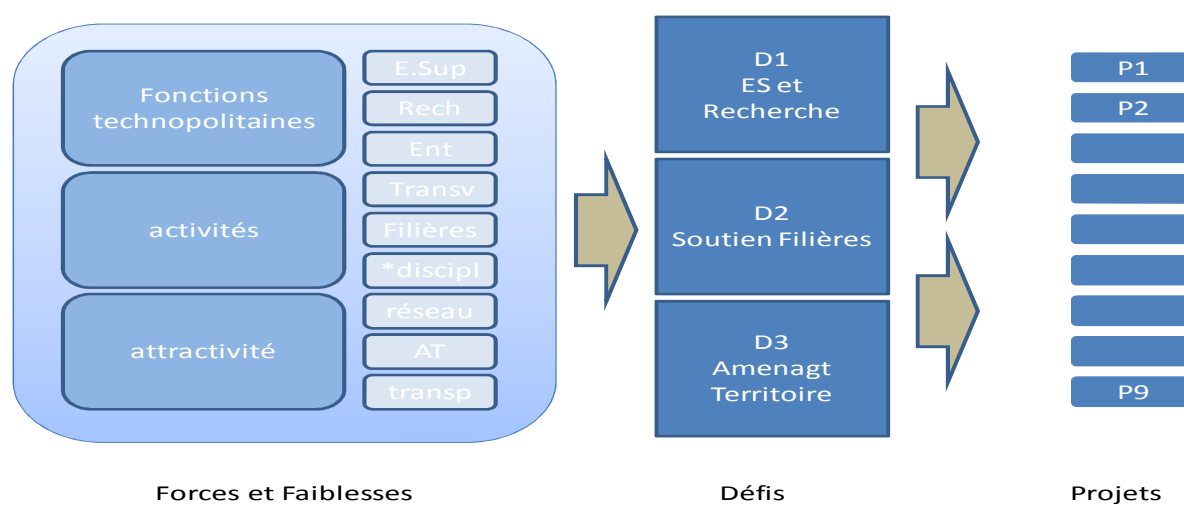 Fonctions
technopolitaines
activités
attractivité
E.Sup
Rech
Ent
Transv
Filières
*discipl
réseau
AT
transp
D1
ES et
Recherche
D2
Soutien Filières
D3
Amenagt
Territoire
P1
P2
P9
Forces et Faiblesses
Défis
Projets